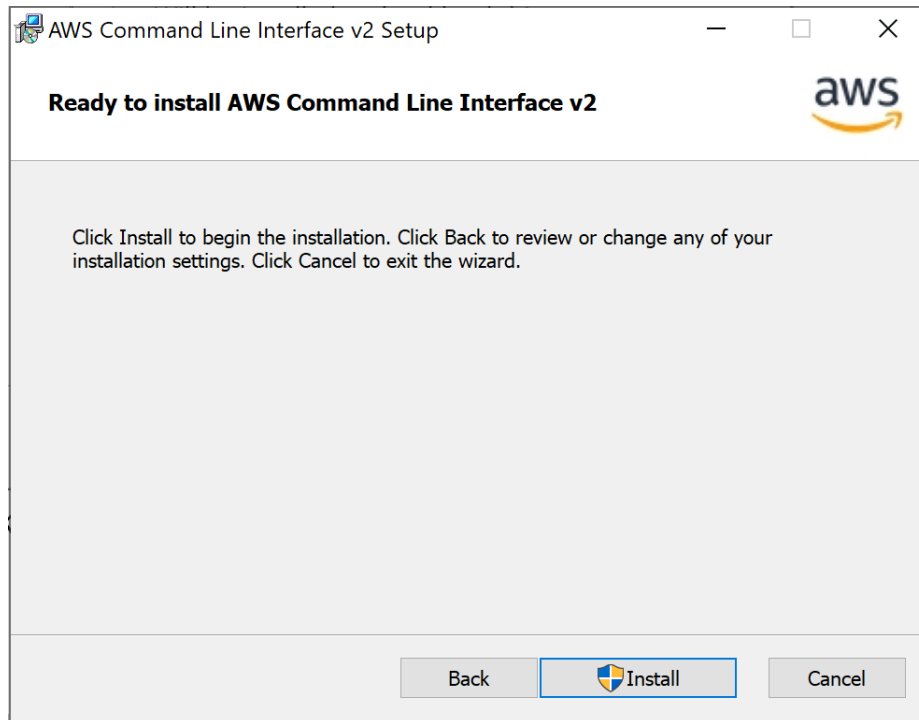 AWS Command Line Interface v2 Setup
Ready to install AWS Command Line Interface v2
aws
Click Install to begin the installation. Click Back to review or change any of your
installation settings. Click Cancel to exit the wizard.
Back
Install
Cancel